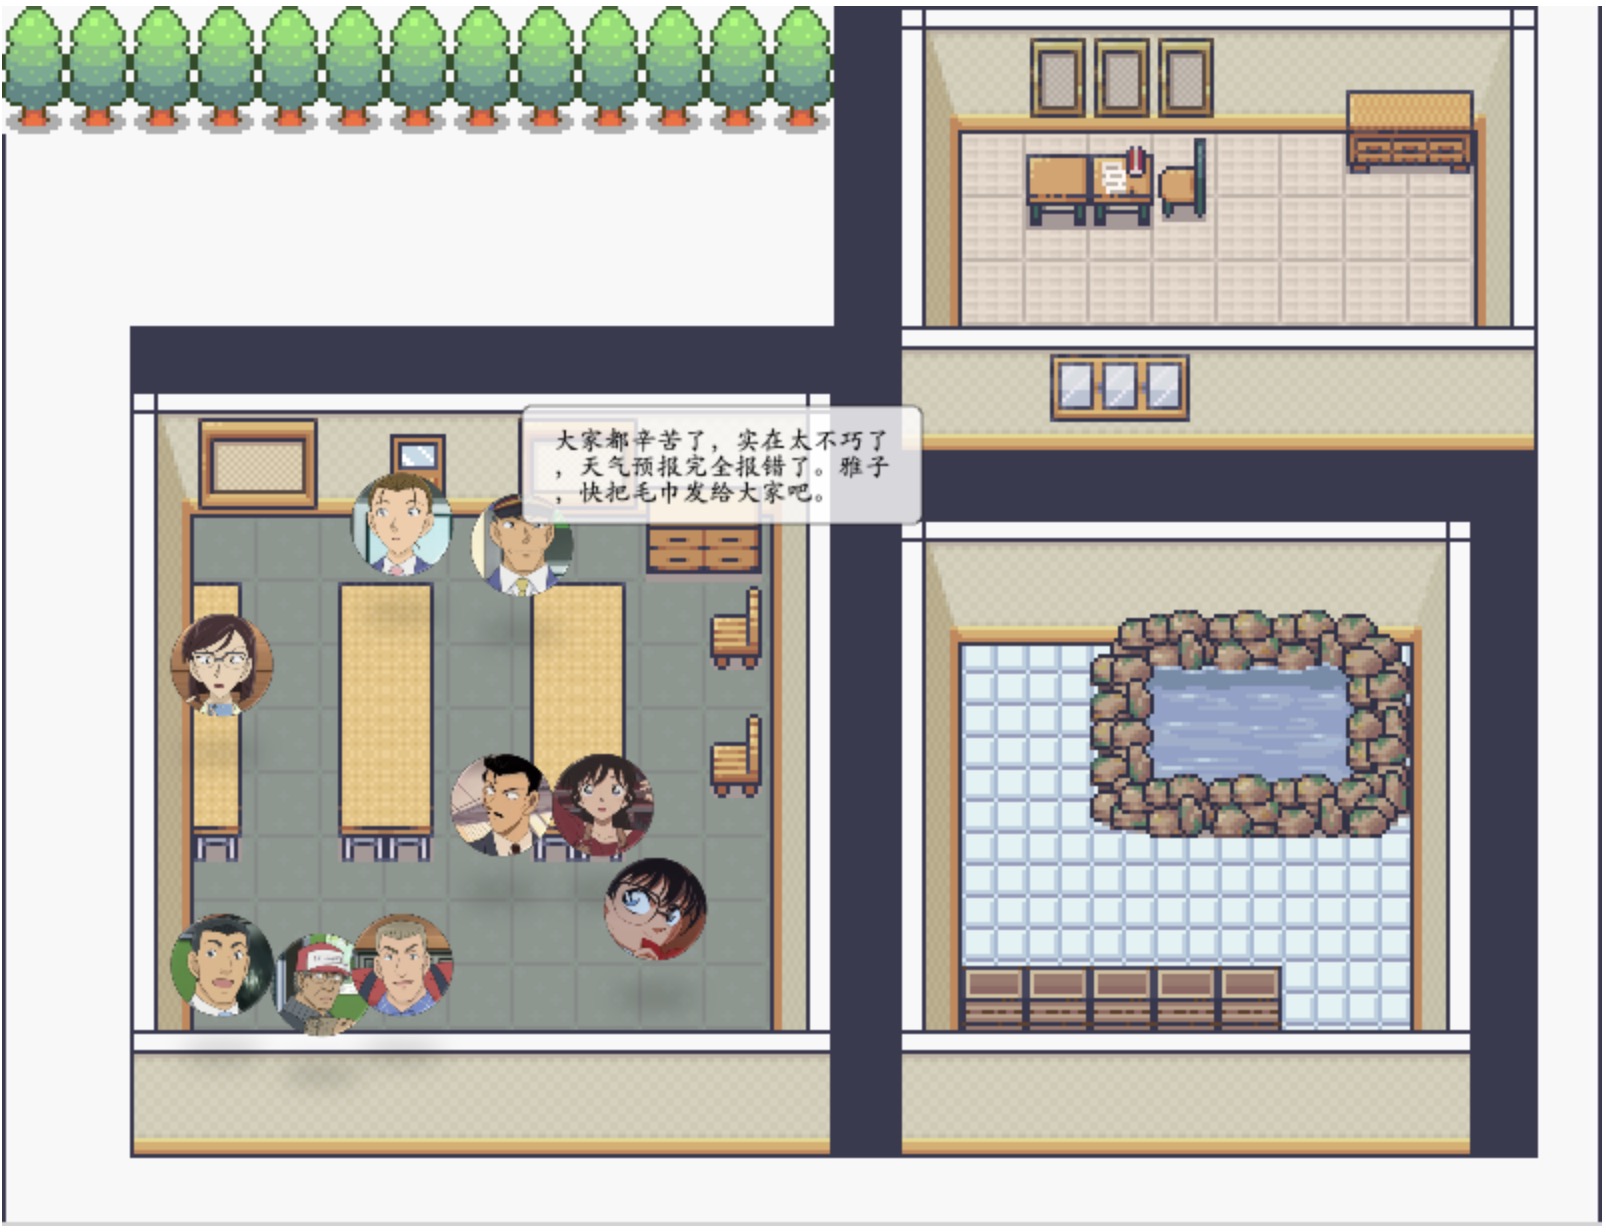 大家都辛苦了，实在太不巧了
，天气预报完全报错了。雅子
，快把毛巾发给大家吧。